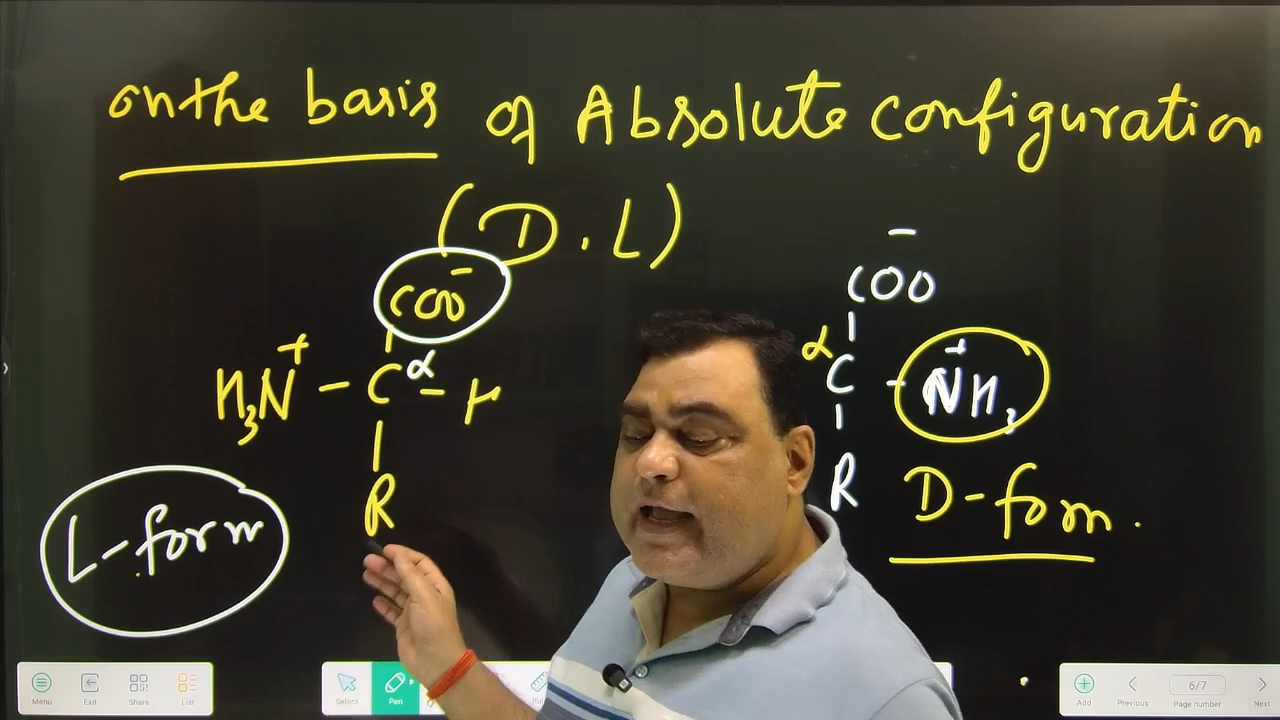 on the basis of Absolute configuration
(D.L)
COO⁻
H₃N⁺ - C α - H
R
L-form
COO⁻
α C - N⁺H₃
R
D-form.
Menu
Exit
Share
List
Select
Pen
Add
Previous
6/7
Page number
Next